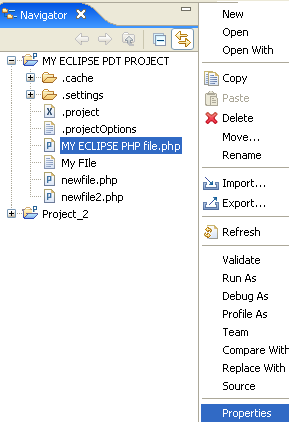 Navigator
MY ECLIPSE PDT PROJECT
.cache
.settings
.project
.projectOptions
MY ECLIPSE PHP file.php
My FIle
newfile.php
newfile2.php
Project_2
New
Open
Open With
Copy
Paste
Delete
Move...
Rename
Import...
Export...
Refresh
Validate
Run As
Debug As
Profile As
Team
Compare With
Replace With
Source
Properties